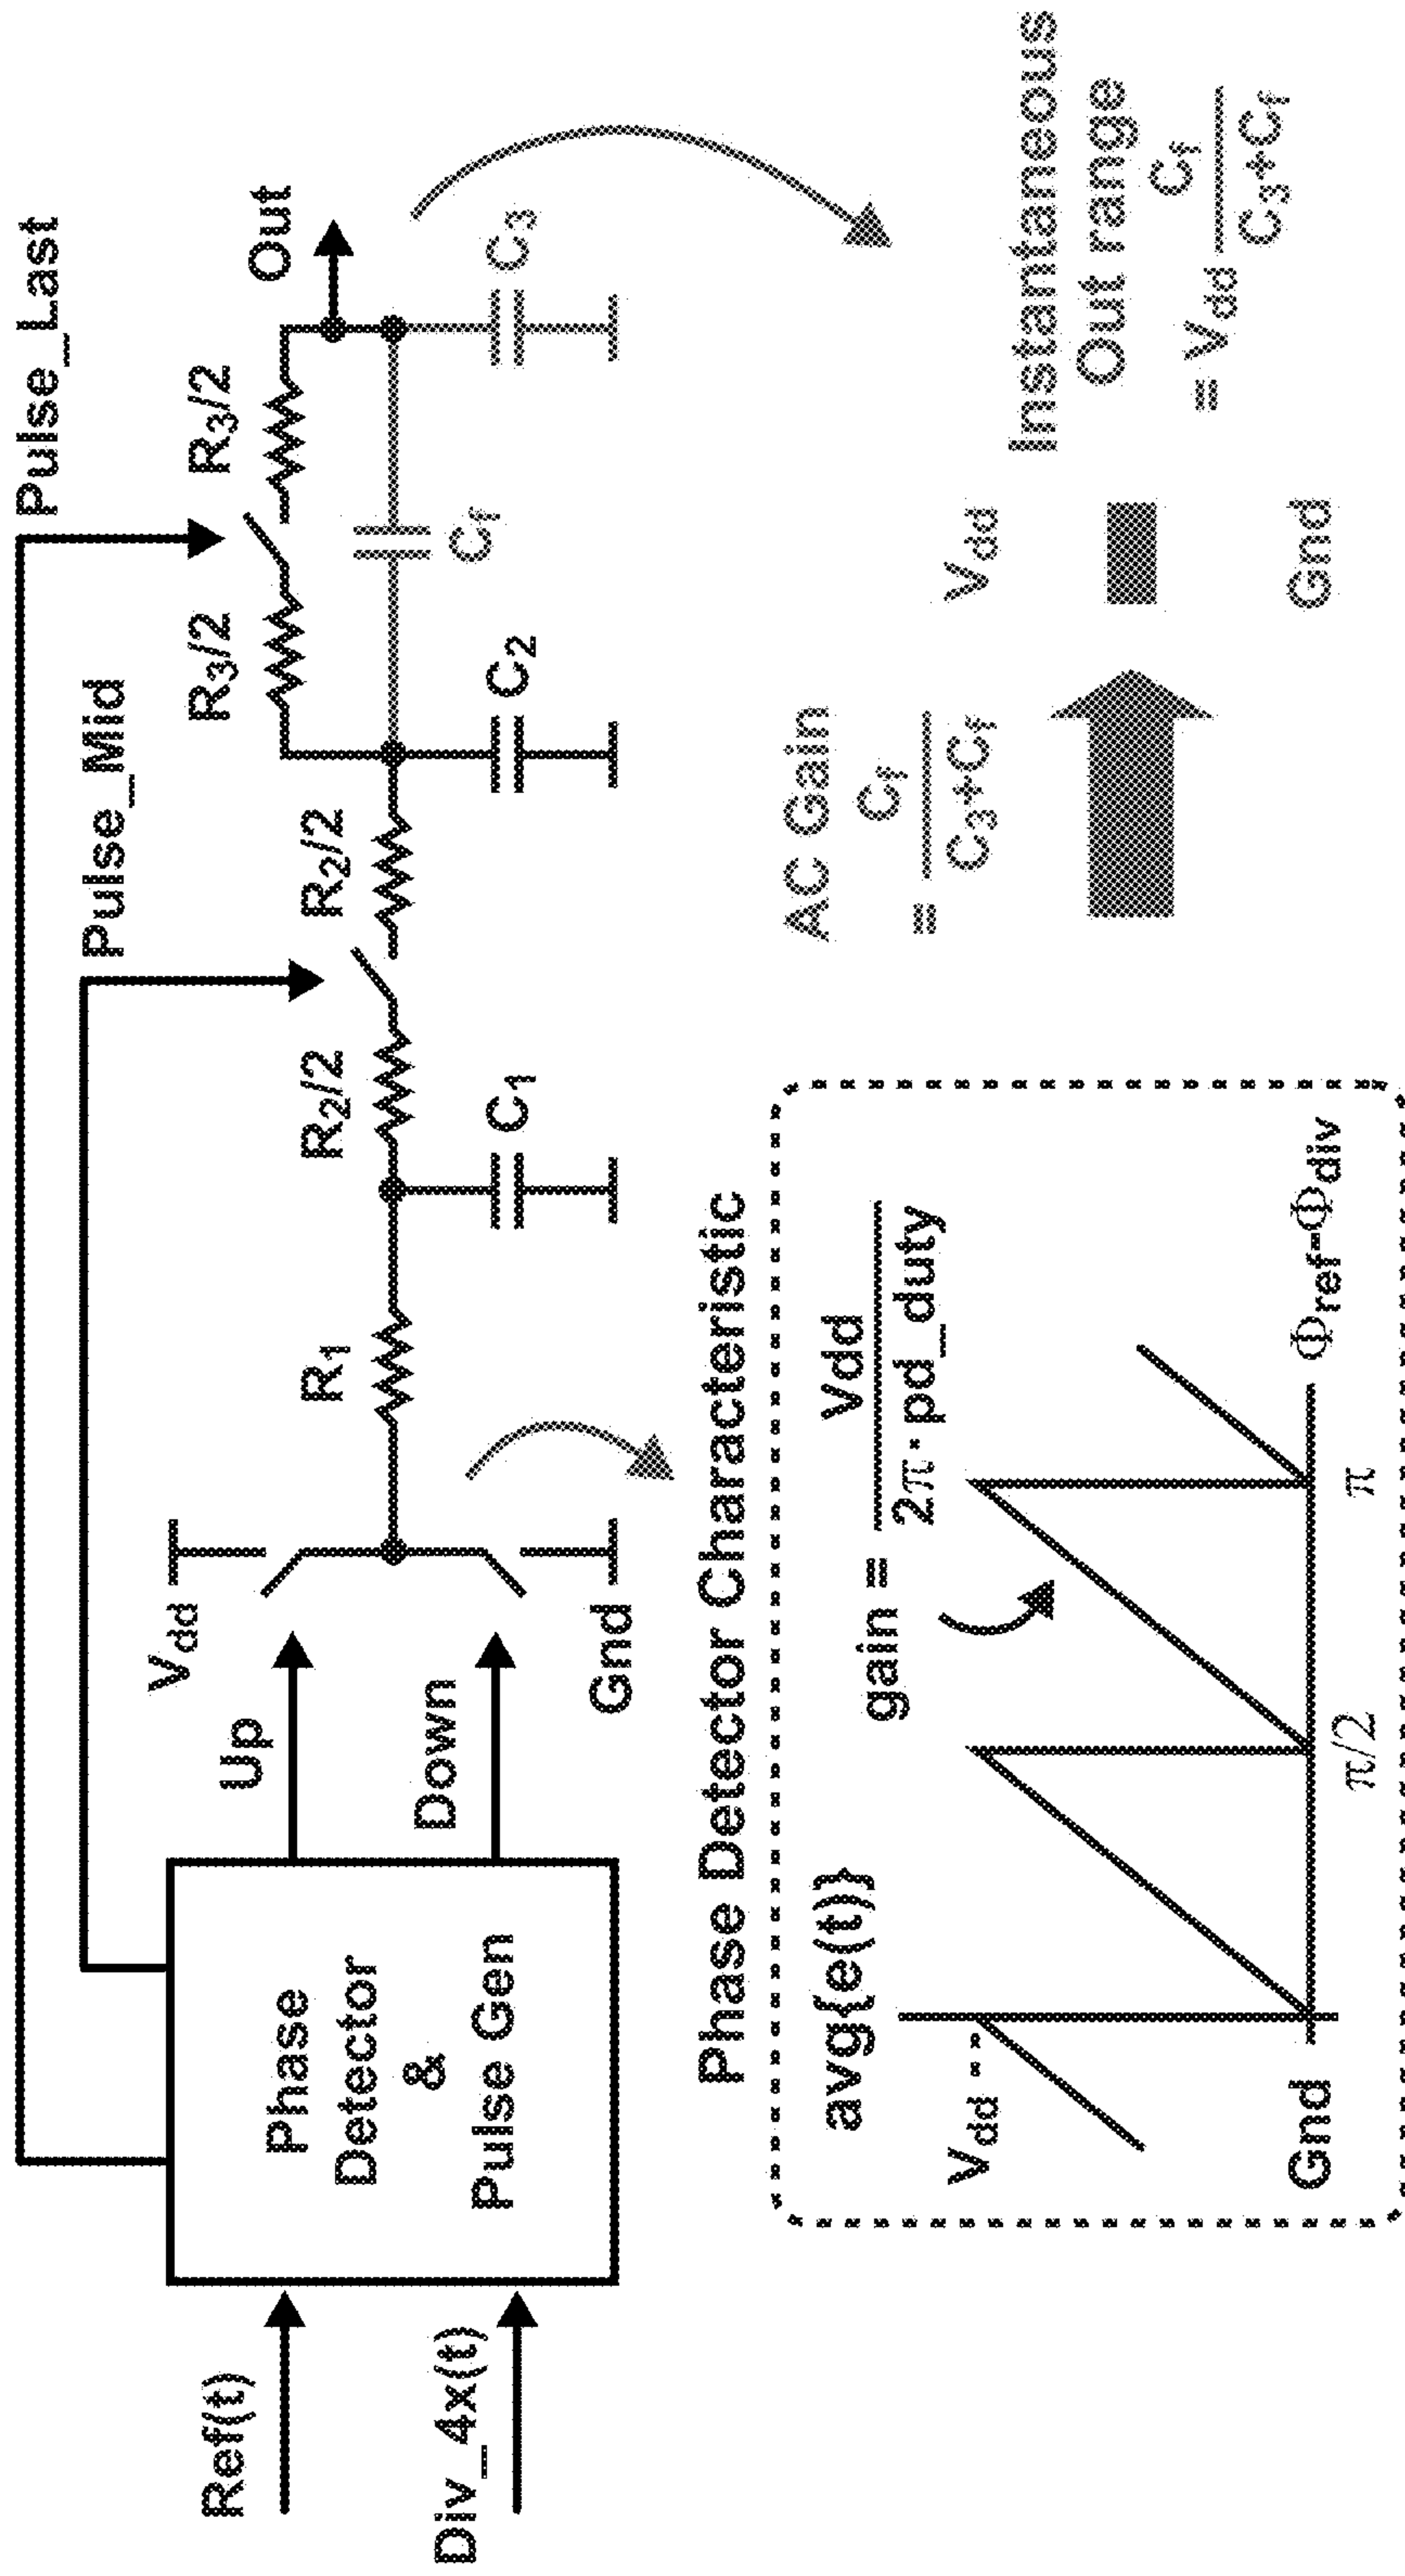 Pulse_Last
Pulse_Mid
Ref(t)
Div_4x(t)
Phase
Detector
&
Pulse Gen
Up
Down
Vdd
Gnd
R1
C1
R2/2
R2/2
C2
R3/2
R3/2
Cf
C3
Out
Phase Detector Characteristic
avg{e(t)}
Vdd
Gnd
gain =
Vdd
2π·pd_duty
π/2
π
Φref-Φdiv
AC Gain
= Cf
C3+Cf
Vdd
Gnd
Instantaneous
Out range
= Vdd Cf
C3+Cf